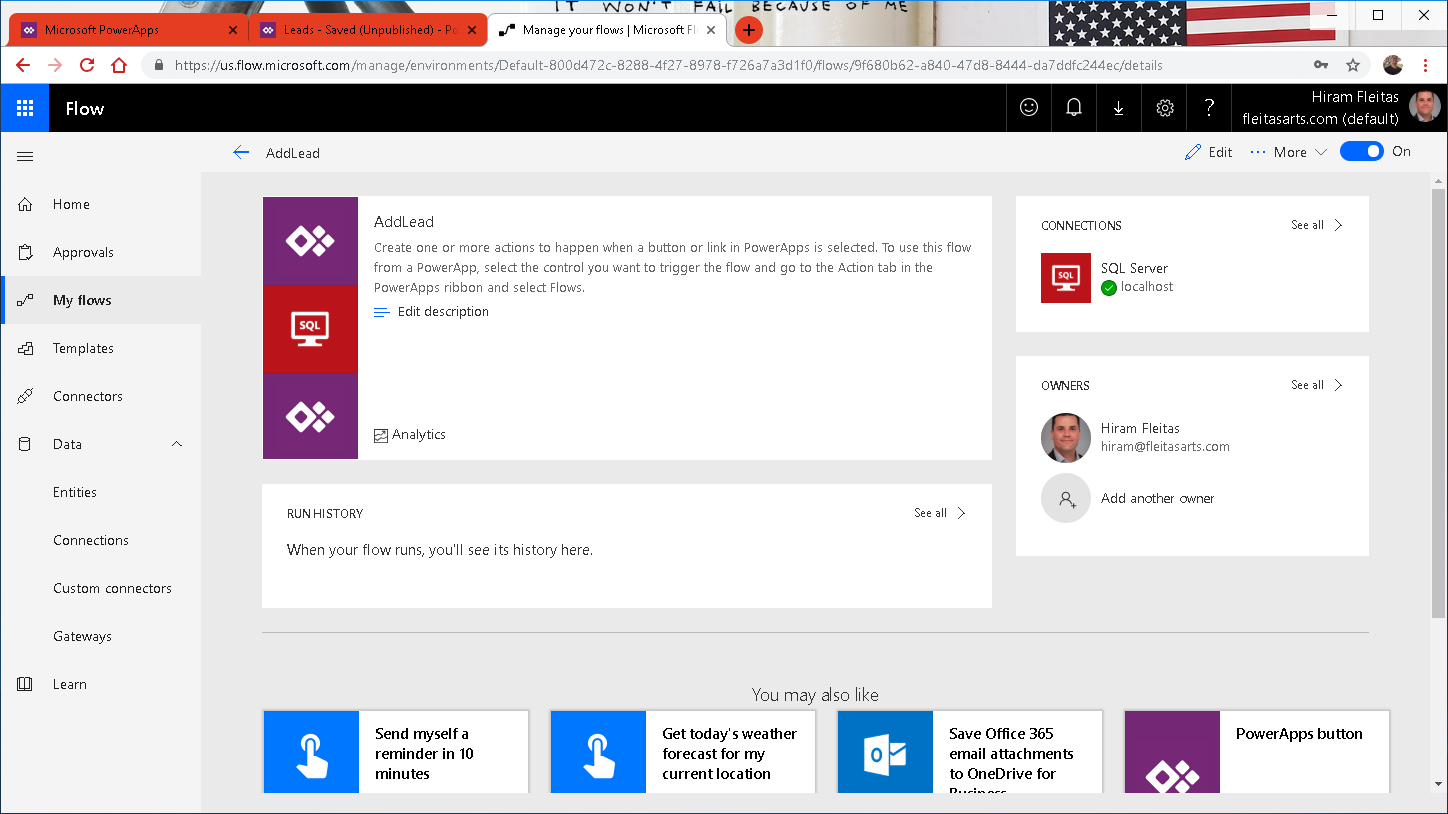 IT WON'T FAIL BECAUSE OF ME
Microsoft PowerApps
Leads - Saved (Unpublished) - Po
Manage your flows | Microsoft Fl
https://us.flow.microsoft.com/manage/environments/Default-800d472c-8288-4f27-8978-f726a7a3d1f0/flows/9f680b62-a840-47d8-8444-da7ddfc244ec/details
Flow
?
Hiram Fleitas
fleitasarts.com (default)
AddLead
Edit
More
On
Home
Approvals
My flows
Templates
Connectors
Data
Entities
Connections
Custom connectors
Gateways
Learn
AddLead
Create one or more actions to happen when a button or link in PowerApps is selected. To use this flow
from a PowerApp, select the control you want to trigger the flow and go to the Action tab in the
PowerApps ribbon and select Flows.
Edit description
SQL
Analytics
RUN HISTORY
See all
When your flow runs, you'll see its history here.
CONNECTIONS
See all
SQL
SQL Server
localhost
OWNERS
See all
Hiram Fleitas
hiram@fleitasarts.com
Add another owner
You may also like
Send myself a
reminder in 10
minutes
Get today's weather
forecast for my
current location
Save Office 365
email attachments
to OneDrive for
Business
PowerApps button